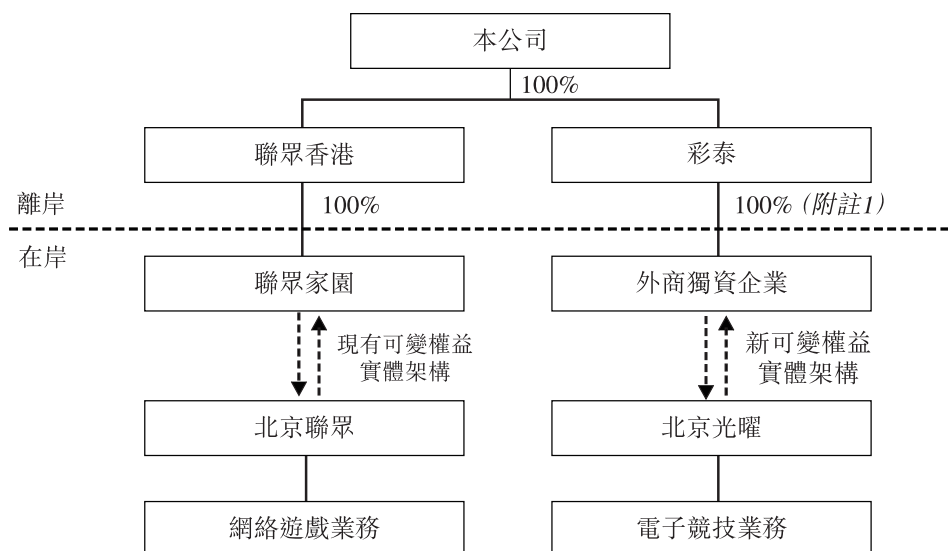 本公司
100%
聯眾香港
彩泰
離岸
100%
100%（附註1）
在岸
聯眾家園
外商獨資企業
現有可變權益
實體架構
新可變權益
實體架構
北京聯眾
北京光曜
網絡遊戲業務
電子競技業務